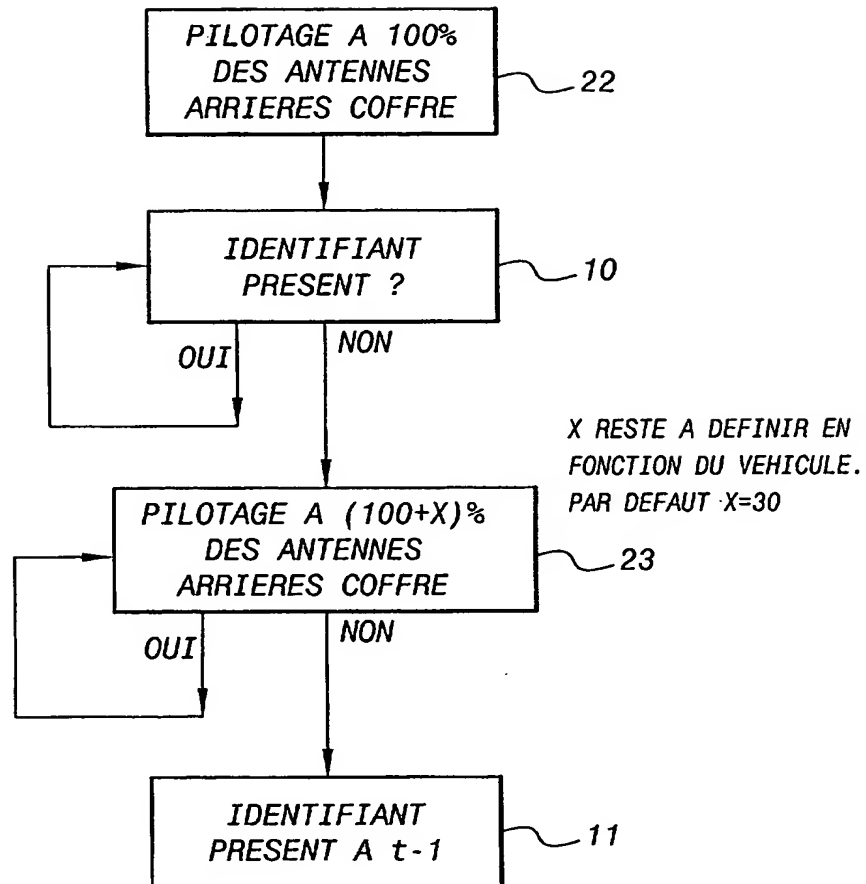 PILOTAGE A 100%
DES ANTENNES
ARRIERES COFFRE
22
IDENTIFIANT
PRESENT ?
10
OUI
NON
X RESTE A DEFINIR EN
FONCTION DU VEHICULE.
PAR DEFAUT X=30
PILOTAGE A (100+X)%
DES ANTENNES
ARRIERES COFFRE
23
OUI
NON
IDENTIFIANT
PRESENT A t-1
11